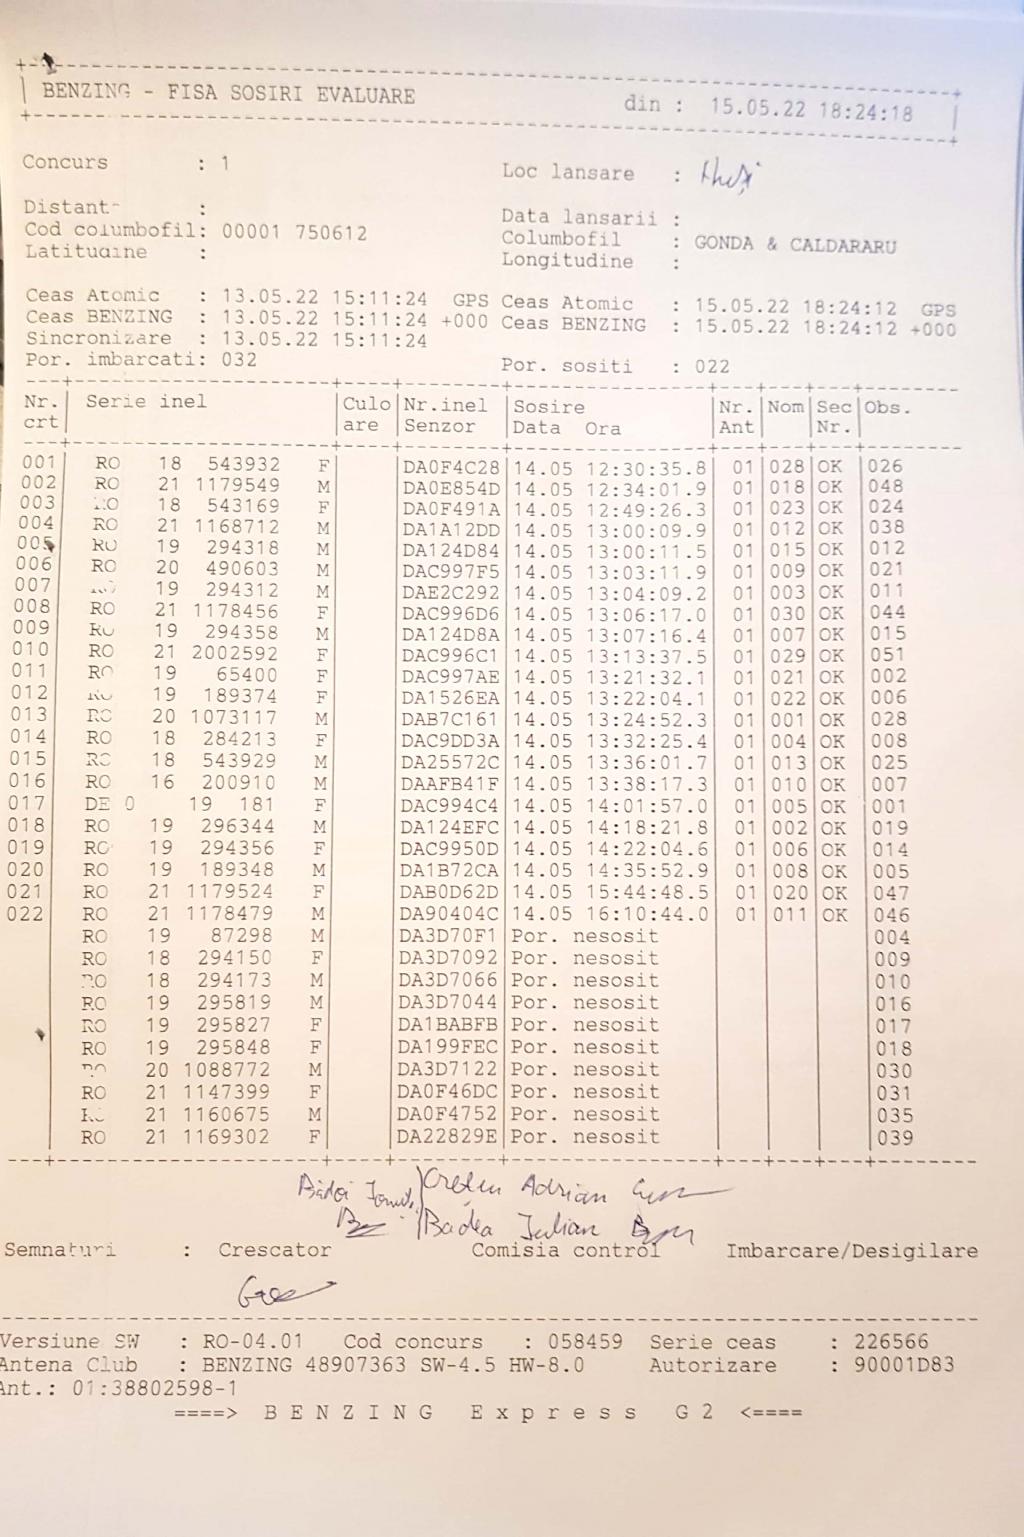 BENZING - FISA SOSIRI EVALUARE din : 15.05.22 18:24:18
Concurs : 1 Loc lansare :
Distant :
Data lansarii :
Cod columbofil: 00001 750612 Columbofil : GONDA & CALDARARU
Latitudine : Longitudine :
Ceas Atomic : 13.05.22 15:11:24 GPS Ceas Atomic : 15.05.22 18:24:12 GPS
Ceas BENZING : 13.05.22 15:11:24 +000 Ceas BENZING : 15.05.22 18:24:12 +000
Sincronizare : 13.05.22 15:11:24
Por. imbarcati: 032 Por. sositi : 022
Nr. Serie inel Culo Nr.inel Sosire Nr. Nom Sec Obs.
crt are Senzor Data Ora Ant Nr.
001 RO 18 543932 F DA0F4C28 14.05 12:30:35.8 01 028 OK 026
002 RO 21 1179549 M DA0E854D 14.05 12:34:01.9 01 018 OK 048
003 RO 18 543169 F DA0F491A 14.05 12:49:26.3 01 023 OK 024
004 RO 21 1168712 M DA1A12DD 14.05 13:00:09.9 01 012 OK 038
005 RO 19 294318 M DA124D84 14.05 13:00:11.5 01 015 OK 012
006 RO 20 490603 M DAC997F5 14.05 13:03:11.9 01 009 OK 021
007 19 294312 M DAE2C292 14.05 13:04:09.2 01 003 OK 011
008 RO 21 1178456 F DAC996D6 14.05 13:06:17.0 01 030 OK 044
009 RO 19 294358 M DA124D8A 14.05 13:07:16.4 01 007 OK 015
010 RO 21 2002592 F DAC996C1 14.05 13:13:37.5 01 029 OK 051
011 RO 19 65400 F DAC997AE 14.05 13:21:32.1 01 021 OK 002
012 RO 19 189374 F DA1526EA 14.05 13:22:04.1 01 022 OK 006
013 RO 20 1073117 M DAB7C161 14.05 13:24:52.3 01 001 OK 028
014 RO 18 284213 F DAC9DD3A 14.05 13:32:25.4 01 004 OK 008
015 RO 18 543929 M DA25572C 14.05 13:36:01.7 01 013 OK 025
016 RO 16 200910 M DAAFB41F 14.05 13:38:17.3 01 010 OK 007
017 DE 0 19 181 F DAC994C4 14.05 14:01:57.0 01 005 OK 001
018 RO 19 296344 M DA124EFC 14.05 14:18:21.8 01 002 OK 019
019 RO 19 294356 F DAC9950D 14.05 14:22:04.6 01 006 OK 014
020 RO 19 189348 M DA1B72CA 14.05 14:35:52.9 01 008 OK 005
021 RO 21 1179524 F DAB0D62D 14.05 15:44:48.5 01 020 OK 047
022 RO 21 1178479 M DA90404C 14.05 16:10:44.0 01 011 OK 046
RO 19 87298 M DA3D70F1 Por. nesosit 004
RO 18 294150 F DA3D7092 Por. nesosit 009
RO 18 294173 M DA3D7066 Por. nesosit 010
RO 19 295819 M DA3D7044 Por. nesosit 016
RO 19 295827 F DA1BABFB Por. nesosit 017
RO 19 295848 F DA199FEC Por. nesosit 018
RO 20 1088772 M DA3D7122 Por. nesosit 030
RO 21 1147399 F DA0F46DC Por. nesosit 031
21 1160675 M DA0F4752 Por. nesosit 035
RO 21 1169302 F DA22829E Por. nesosit 039
Adrian
Badea Iulian
Semnaturi : Crescator Comisia control Imbarcare/Desigilare
Versiune SW : RO-04.01 Cod concurs : 058459 Serie ceas : 226566
Antena Club : BENZING 48907363 SW-4.5 HW-8.0 Autorizare : 90001D83
Ant.: 01:38802598-1
====> BENZING Express G2 <====